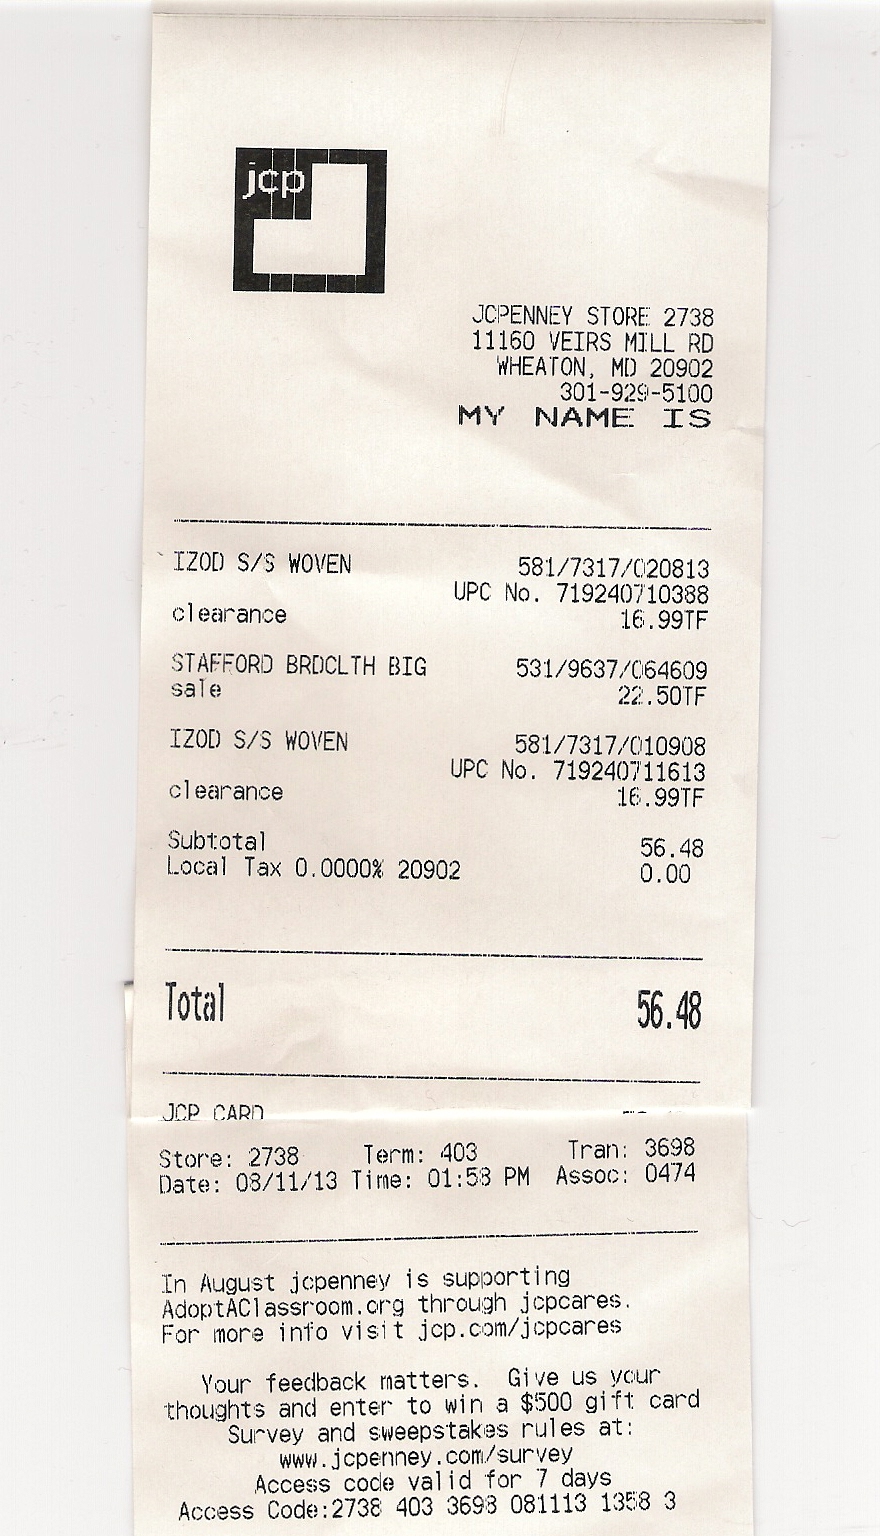 jcp
JCPENNEY STORE 2738
11160 VEIRS MILL RD
WHEATON, MD 20902
301-929-5100
MY NAME IS
IZOD S/S WOVEN 581/7317/020813
UPC No. 719240710388
clearance 16.99TF
STAFFORD BRDCLTH BIG 531/9637/064609
sale 22.50TF
IZOD S/S WOVEN 581/7317/010908
UPC No. 719240711613
clearance 16.99TF
Subtotal 56.48
Local Tax 0.0000% 20902 0.00
Total 56.48
JCP CARD
Store: 2738 Term: 403 Tran: 3698
Date: 08/11/13 Time: 01:58 PM Assoc: 0474
In August jcpenney is supporting
AdoptAClassroom.org through jcpcares.
For more info visit jcp.com/jcpcares
Your feedback matters. Give us your
thoughts and enter to win a $500 gift card
Survey and sweepstakes rules at:
www.jcpenney.com/survey
Access code valid for 7 days
Access Code:2738 403 3698 081113 1358 3